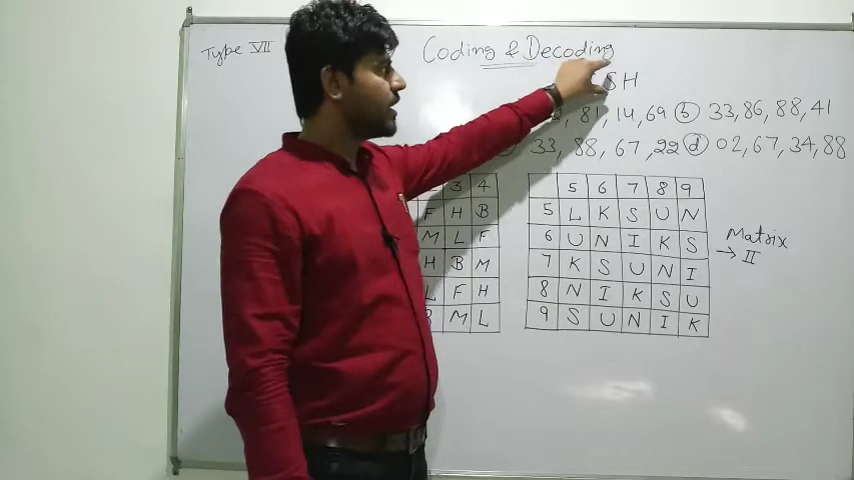 Type VII
Coding & Decoding
SH
, 81, 14, 69 (b) 33, 86, 88, 41
33, 88, 67, 22 (d) 02, 67, 34, 88
3 4
F H B
M L F
H B M
L F H
M L
5 6 7 8 9
5 L K S U N
6 U N I K S
7 K S U N I
8 N I K S U
9 S U N I K
→ Matrix
II